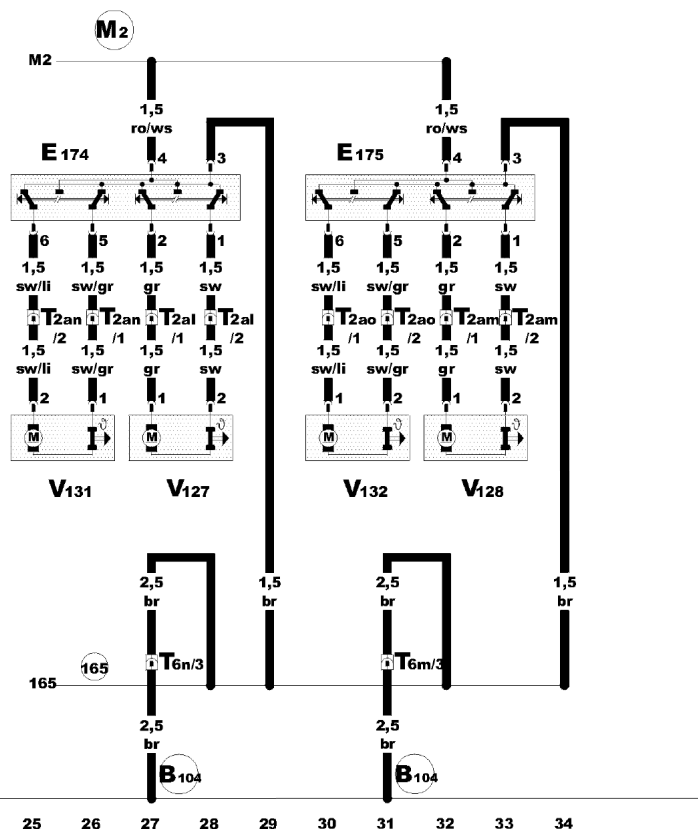 M2
M2
1,5 1,5
ro/ws ro/ws
E174 4 3 E175 4 3
6 5 2 1 6 5 2 1
1,5 1,5 1,5 1,5 1,5 1,5 1,5 1,5
sw/li sw/gr gr sw sw/li sw/gr gr sw
T2an T2an T2al T2al T2ao T2ao T2am T2am
/2 /1 /1 /2 /1 /2 /1 /2
1,5 1,5 1,5 1,5 1,5 1,5 1,5 1,5
sw/li sw/gr gr sw sw/li sw/gr gr sw
2 1 1 2 1 2 1 2
M ϑ M ϑ M ϑ M ϑ
V131 V127 V132 V128
2,5 1,5 2,5 1,5
br br br br
165 T6n/3 T6m/3
165
2,5 2,5
br br
B104 B104
25 26 27 28 29 30 31 32 33 34